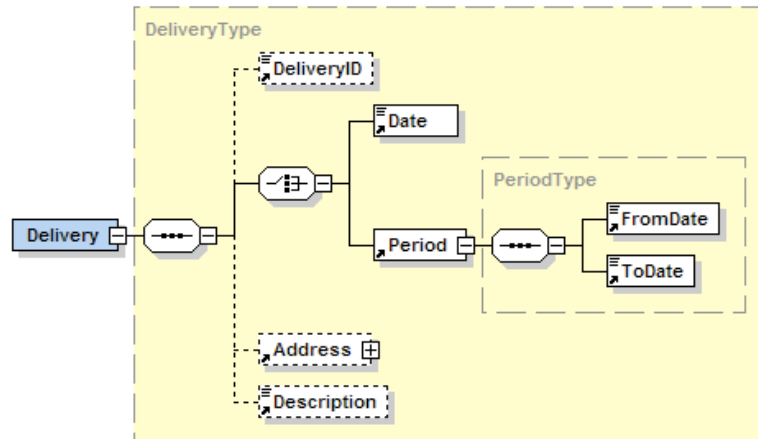 DeliveryType
DeliveryID
Date
PeriodType
FromDate
Delivery
Period
ToDate
Address
Description